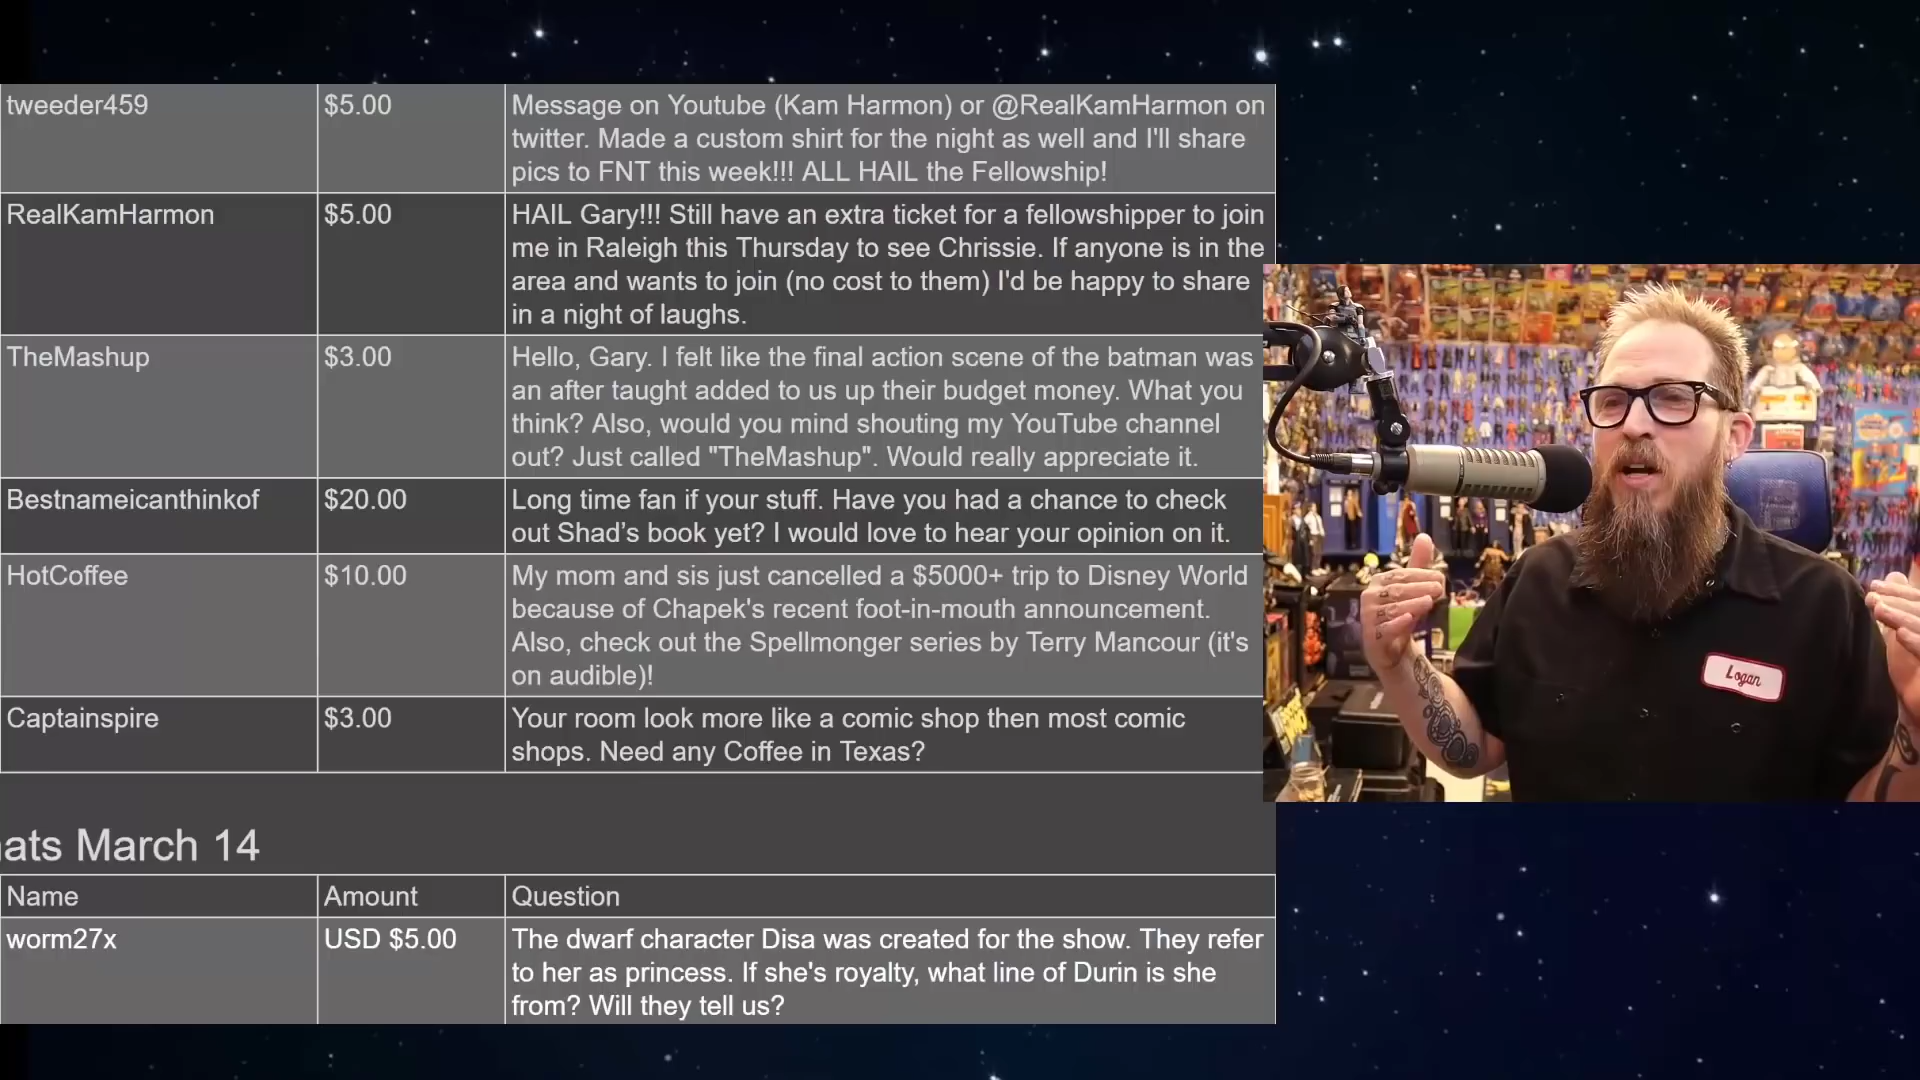 tweeder459
$5.00
Message on Youtube (Kam Harmon) or @RealKamHarmon on
twitter. Made a custom shirt for the night as well and I'll share
pics to FNT this week!!! ALL HAIL the Fellowship!
RealKamHarmon
$5.00
HAIL Gary!!! Still have an extra ticket for a fellowshipper to join
me in Raleigh this Thursday to see Chrissie. If anyone is in the
area and wants to join (no cost to them) I'd be happy to share
in a night of laughs.
TheMashup
$3.00
Hello, Gary. I felt like the final action scene of the batman was
an after taught added to us up their budget money. What you
think? Also, would you mind shouting my YouTube channel
out? Just called "TheMashup". Would really appreciate it.
Bestnameicanthinkof
$20.00
Long time fan if your stuff. Have you had a chance to check
out Shad’s book yet? I would love to hear your opinion on it.
HotCoffee
$10.00
My mom and sis just cancelled a $5000+ trip to Disney World
because of Chapek's recent foot-in-mouth announcement.
Also, check out the Spellmonger series by Terry Mancour (it's
on audible)!
Captainspire
$3.00
Your room look more like a comic shop then most comic
shops. Need any Coffee in Texas?
Logan
ats March 14
Name
Amount
Question
worm27x
USD $5.00
The dwarf character Disa was created for the show. They refer
to her as princess. If she's royalty, what line of Durin is she
from? Will they tell us?